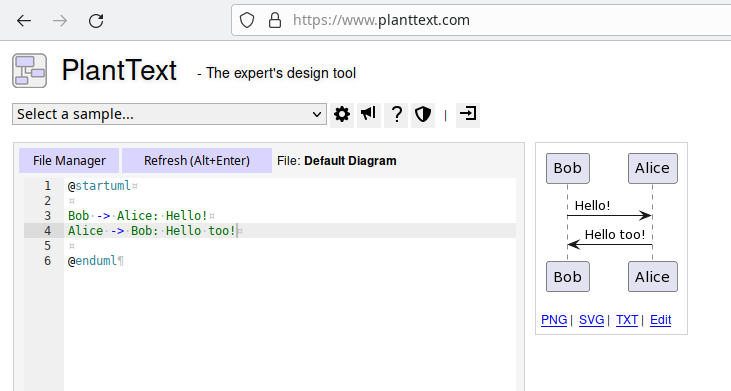 https://www.planttext.com
PlantText - The expert's design tool
Select a sample...
File Manager Refresh (Alt+Enter) File: Default Diagram
1 @startuml¤
2 ¤
3 Bob·->·Alice:·Hello!¤
4 Alice·->·Bob:·Hello·too!¤
5 ¤
6 @enduml¶
Bob Alice
Hello!
Hello too!
Bob Alice
PNG | SVG | TXT | Edit